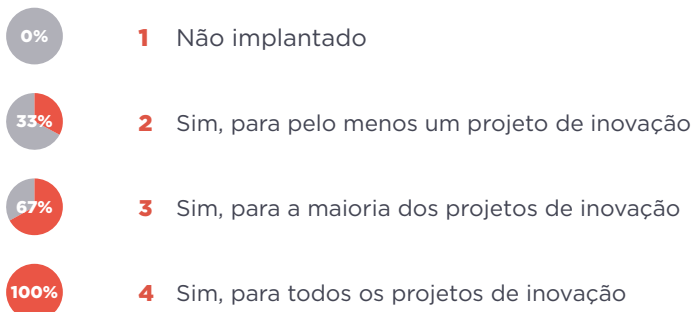 0% 1 Não implantado
33% 2 Sim, para pelo menos um projeto de inovação
67% 3 Sim, para a maioria dos projetos de inovação
100% 4 Sim, para todos os projetos de inovação